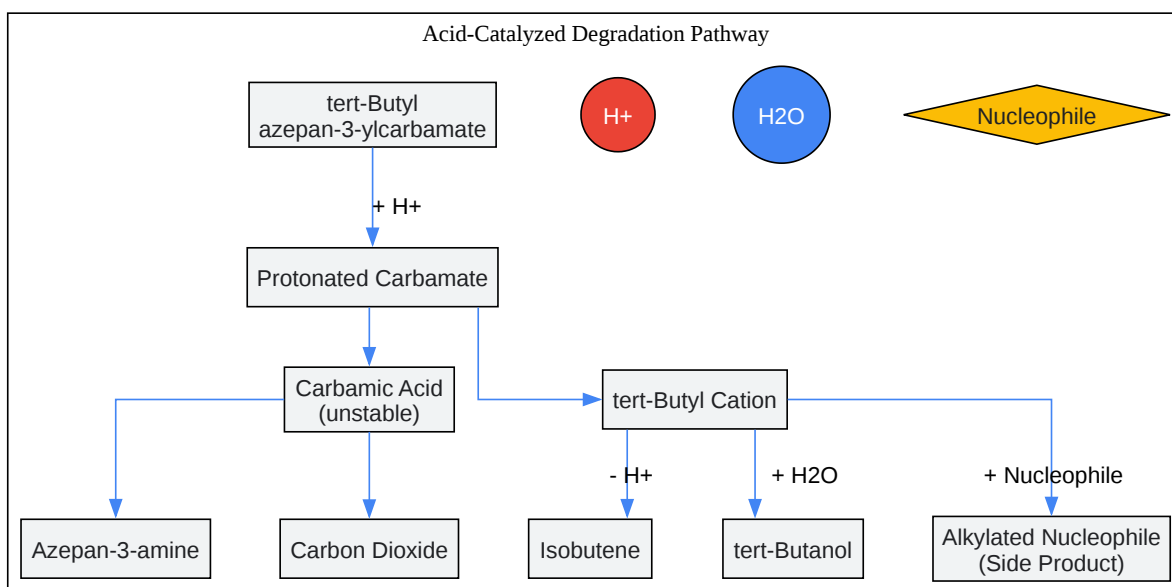 Acid-Catalyzed Degradation Pathway
tert-Butyl
azepan-3-ylcarbamate
H+
H2O
Nucleophile
+ H+
Protonated Carbamate
Carbamic Acid
(unstable)
tert-Butyl Cation
- H+
+ H2O
+ Nucleophile
Azepan-3-amine
Carbon Dioxide
Isobutene
tert-Butanol
Alkylated Nucleophile
(Side Product)